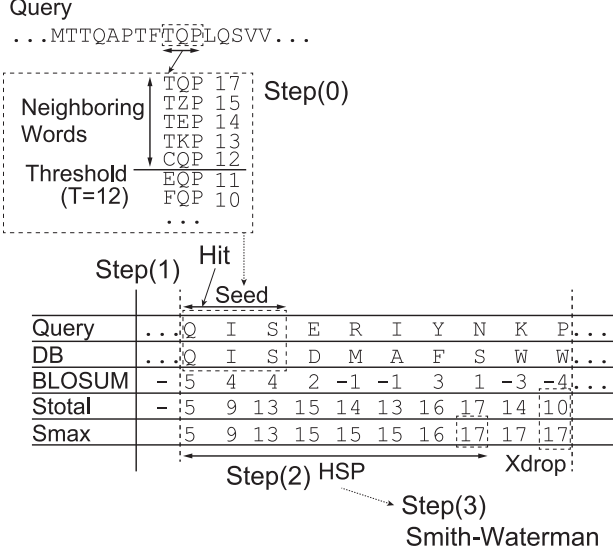 Query
...MTTQAPTFTQPLQSVV...
TQP 17
Step(0)
TZP 15
Neighboring
Words
TEP 14
TKP 13
CQP 12
Threshold
(T=12)
EQP 11
FQP 10
...
Step(1)
Hit
Seed
Query ...Q I S E R I Y N K P...
DB ...Q I S D M A F S W W...
BLOSUM - 5 4 4 2 -1 -1 3 1 -3 -4...
Stotal - 5 9 13 15 14 13 16 17 14 10
Smax 5 9 13 15 15 15 16 17 17 17
Step(2) HSP
Xdrop
Step(3)
Smith-Waterman